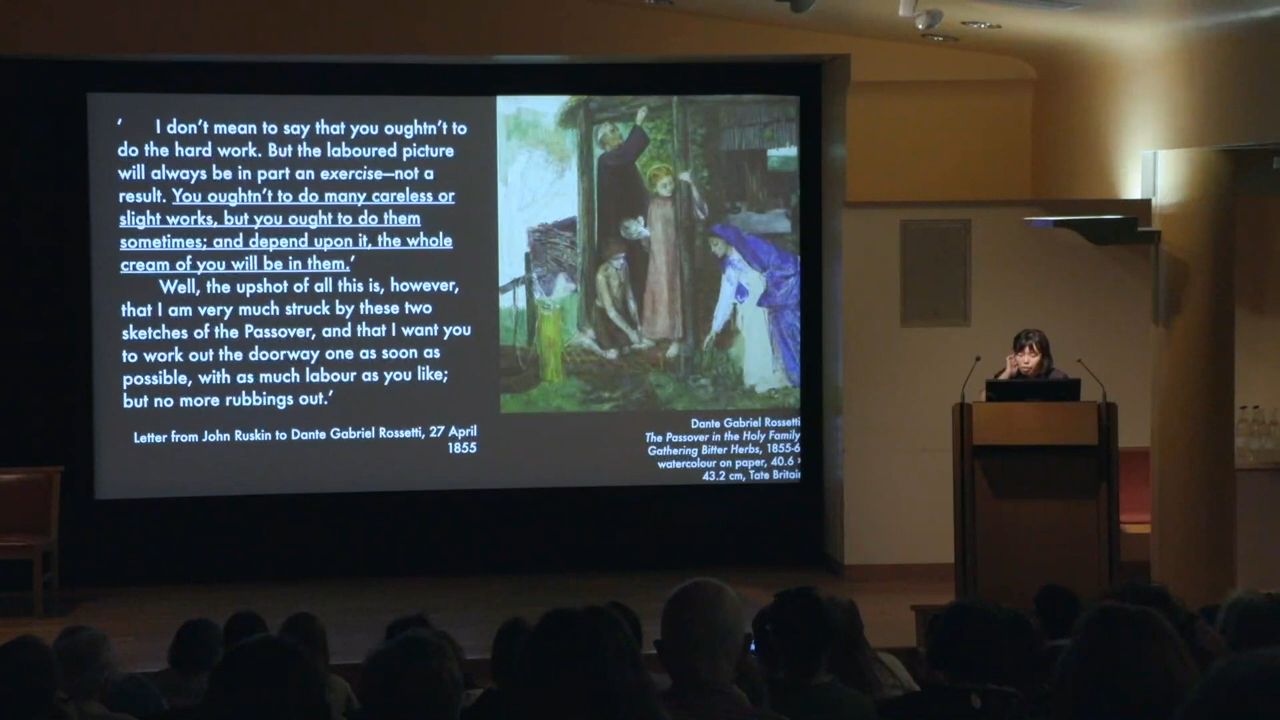 ‘ I don’t mean to say that you oughtn’t to
do the hard work. But the laboured picture
will always be in part an exercise—not a
result. You oughtn’t to do many careless or
slight works, but you ought to do them
sometimes; and depend upon it, the whole
cream of you will be in them.’
Well, the upshot of all this is, however,
that I am very much struck by these two
sketches of the Passover, and that I want you
to work out the doorway one as soon as
possible, with as much labour as you like;
but no more rubbings out.’
Letter from John Ruskin to Dante Gabriel Rossetti, 27 April
1855
Dante Gabriel Rossetti
The Passover in the Holy Family
Gathering Bitter Herbs, 1855-6
watercolour on paper, 40.6
43.2 cm, Tate Britain